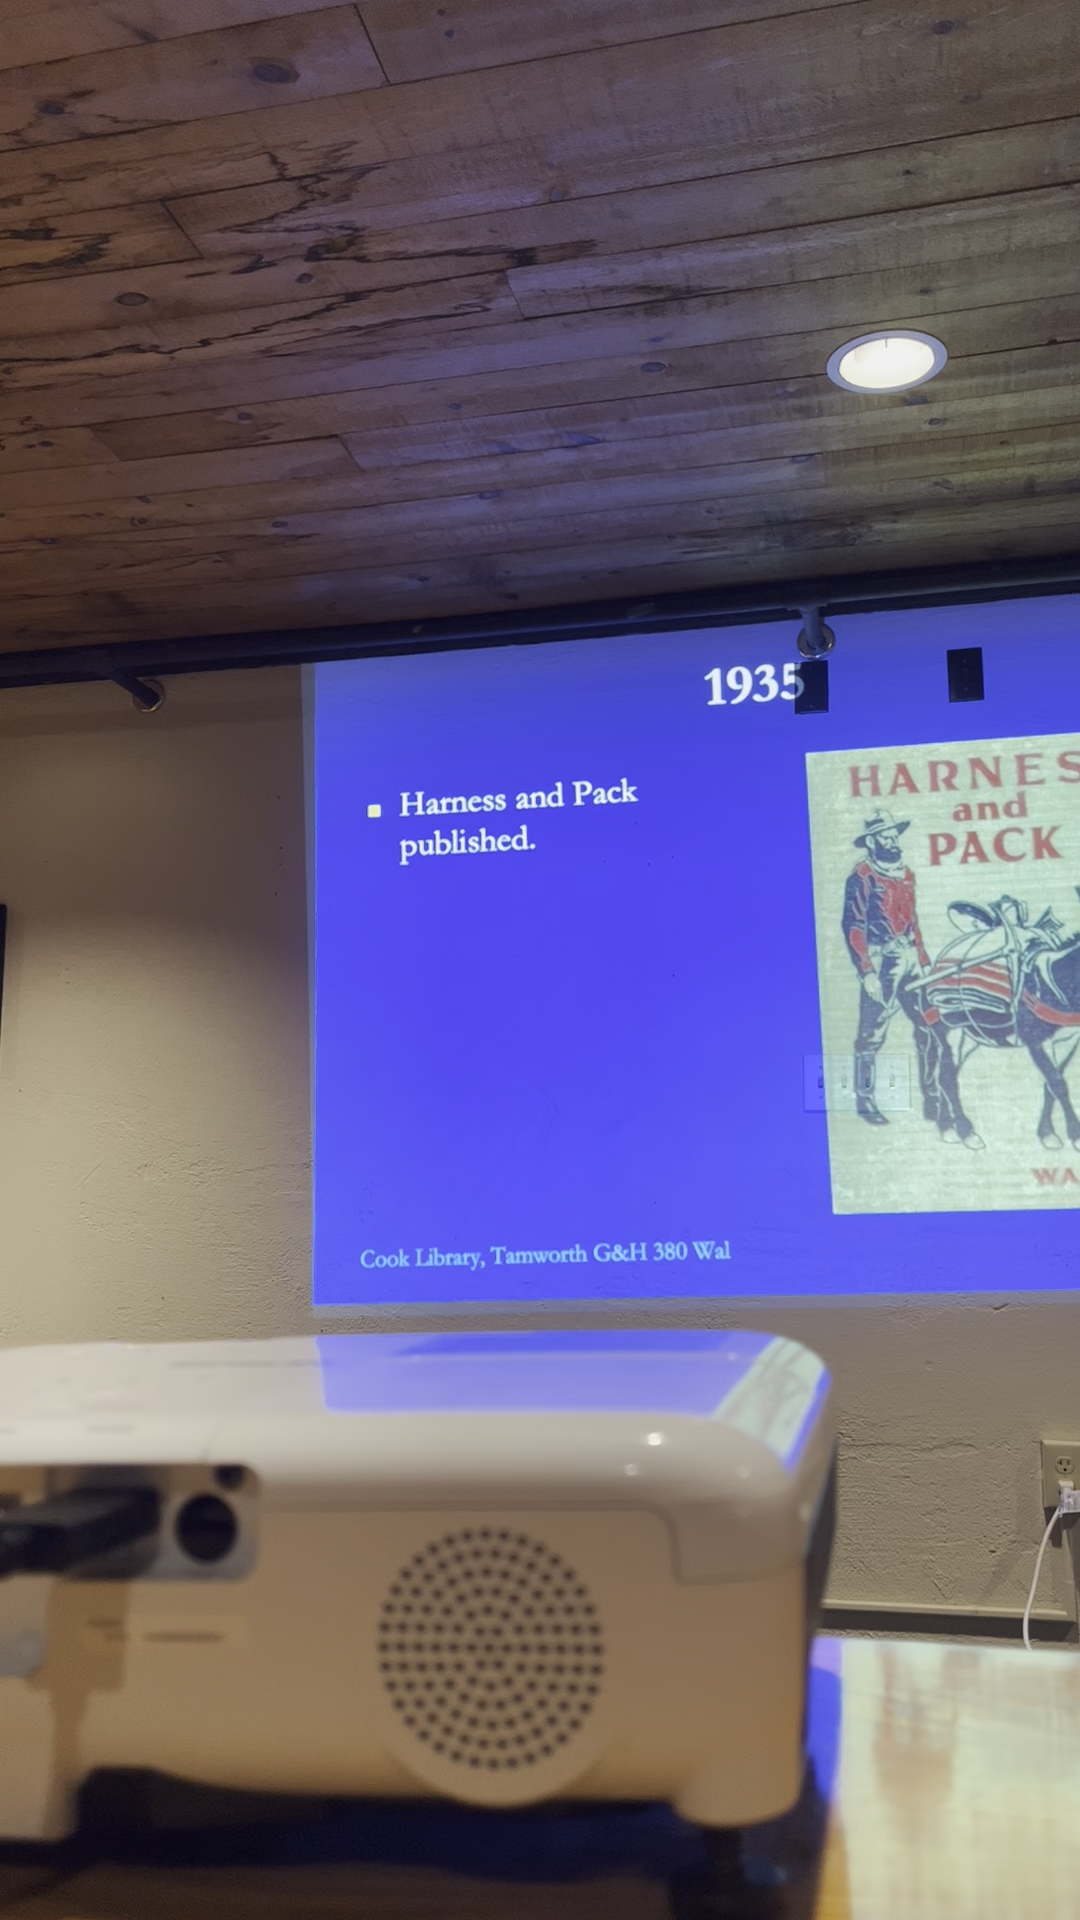 1935
Harness and Pack
published.
HARNES
and
PACK
WA
Cook Library, Tamworth G&H 380 Wal